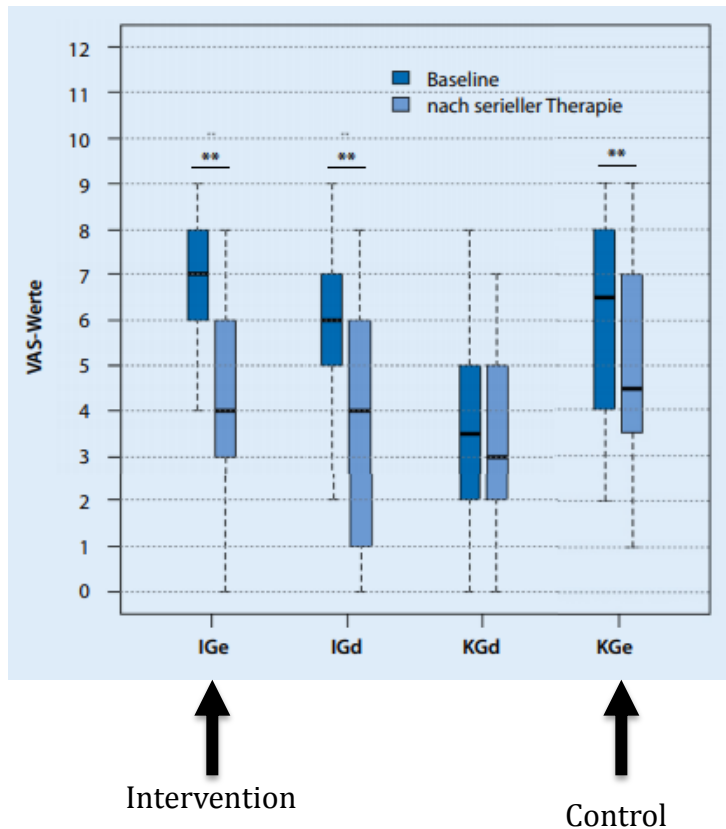 12
11
10
9
8
7
6
5
4
3
2
1
0
VAS-Werte
Baseline
nach serieller Therapie
** ** **
IGe IGd KGd KGe
Intervention
Control